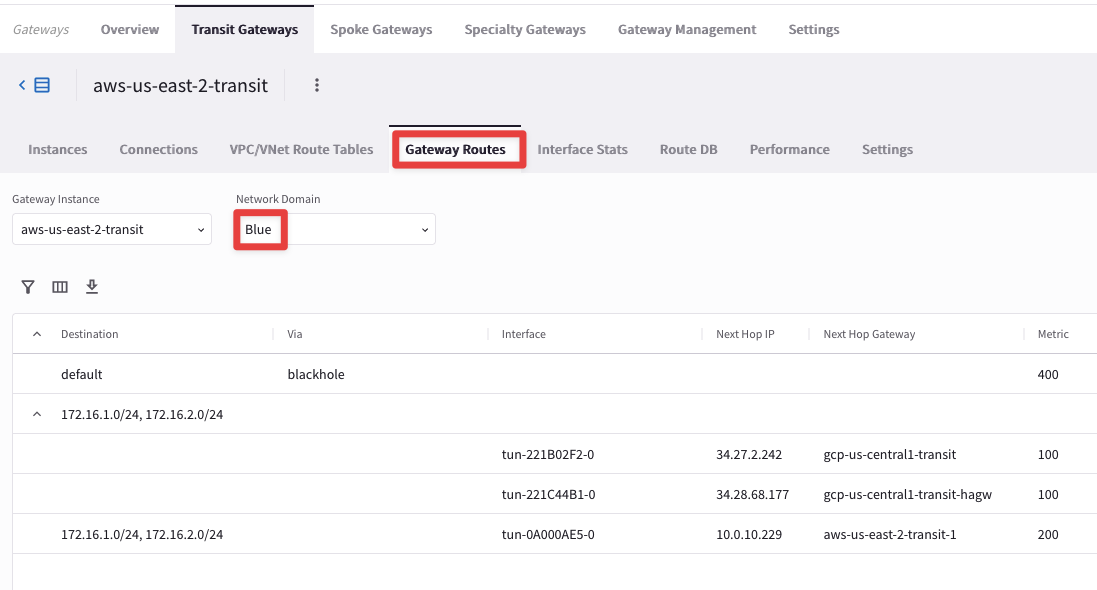 Gateways Overview Transit Gateways Spoke Gateways Specialty Gateways Gateway Management Settings
aws-us-east-2-transit
Instances Connections VPC/VNet Route Tables Gateway Routes Interface Stats Route DB Performance Settings
Gateway Instance Network Domain
aws-us-east-2-transit Blue
Destination Via Interface Next Hop IP Next Hop Gateway Metric
default blackhole 400
172.16.1.0/24, 172.16.2.0/24
tun-221B02F2-0 34.27.2.242 gcp-us-central1-transit 100
tun-221C44B1-0 34.28.68.177 gcp-us-central1-transit-hagw 100
172.16.1.0/24, 172.16.2.0/24 tun-0A000AE5-0 10.0.10.229 aws-us-east-2-transit-1 200